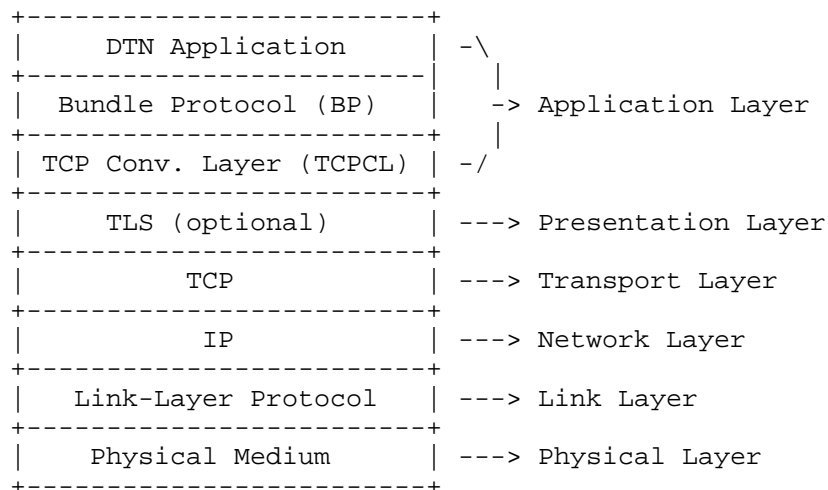 +-------------------------+
|     DTN Application     | -\
+-------------------------|   |
|  Bundle Protocol (BP)   |   -> Application Layer
+-------------------------+   |
| TCP Conv. Layer (TCPCL) | -/
+-------------------------+
|     TLS (optional)      | ---> Presentation Layer
+-------------------------+
|          TCP            | ---> Transport Layer
+-------------------------+
|           IP            | ---> Network Layer
+-------------------------+
|   Link-Layer Protocol   | ---> Link Layer
+-------------------------+
|    Physical Medium      | ---> Physical Layer
+-------------------------+